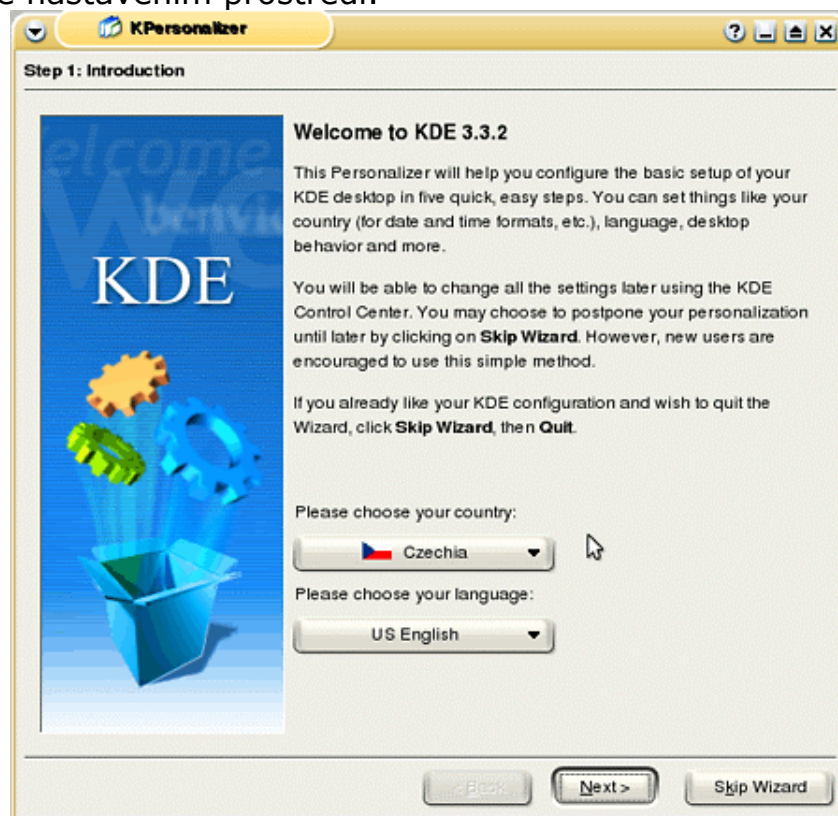 nastavením prostředí.
KPersonalizer
Step 1: Introduction
elcome
We
benvi
KDE
Welcome to KDE 3.3.2
This Personalizer will help you configure the basic setup of your
KDE desktop in five quick, easy steps. You can set things like your
country (for date and time formats, etc.), language, desktop
behavior and more.
You will be able to change all the settings later using the KDE
Control Center. You may choose to postpone your personalization
until later by clicking on Skip Wizard. However, new users are
encouraged to use this simple method.
If you already like your KDE configuration and wish to quit the
Wizard, click Skip Wizard, then Quit.
Please choose your country:
Czechia
Please choose your language:
US English
< Back
Next >
Skip Wizard